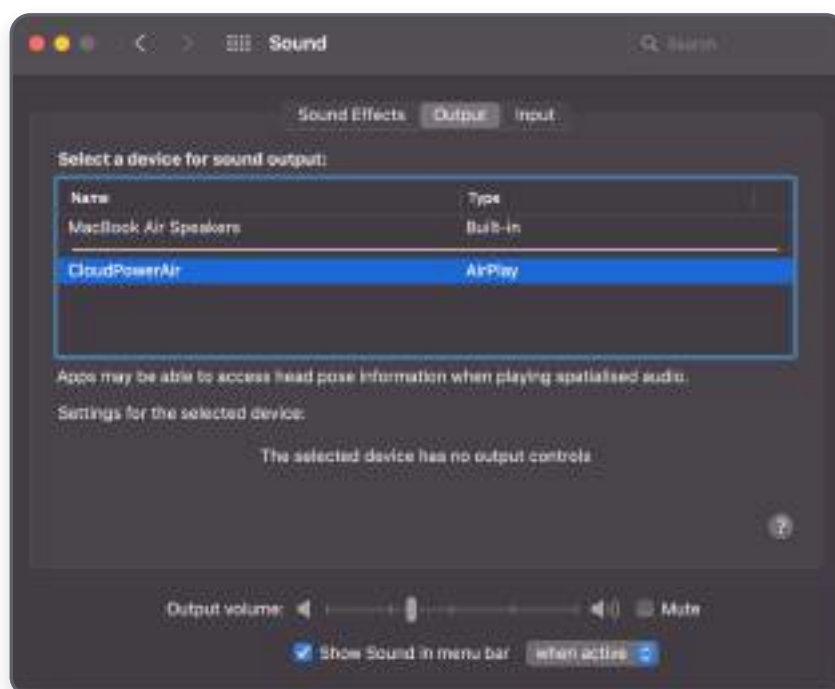 Sound
Search
Sound Effects Output Input
Select a device for sound output:
Name Type
MacBook Air Speakers Built-in
CloudPowerAir AirPlay
Apps may be able to access head pose information when playing spatialised audio.
Settings for the selected device:
The selected device has no output controls
?
Output volume: Mute
Show Sound in menu bar when active